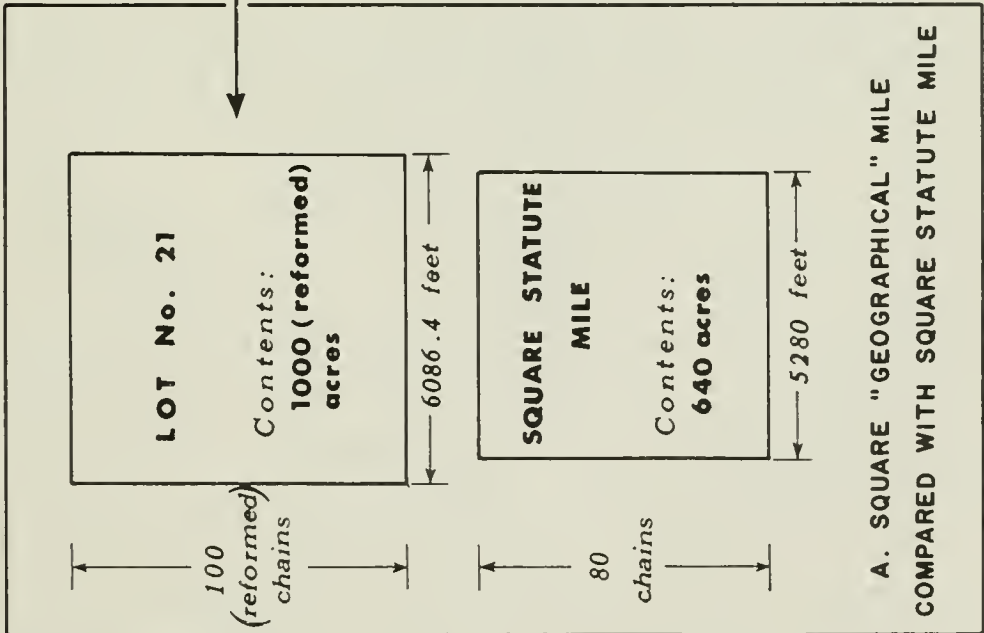 100
(reformed)
chains
LOT No. 21
Contents:
1000 (reformed)
acres
6086.4 feet
80
chains
SQUARE STATUTE
MILE
Contents:
640 acres
5280 feet
A. SQUARE "GEOGRAPHICAL" MILE
COMPARED WITH SQUARE STATUTE MILE